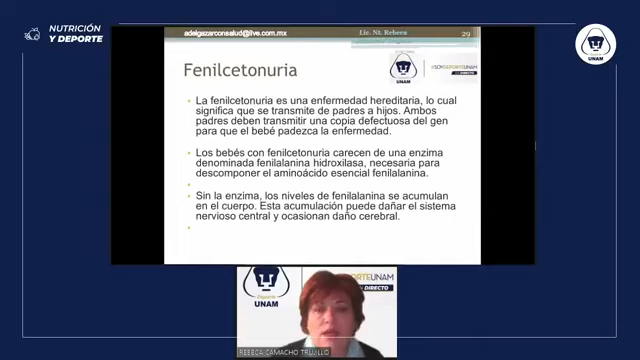 NUTRICIÓN
Y DEPORTE
adelgazarconsalud@live.com.mx
Lic. Nt. Rebeca
29
UNAM
#SOYDEPORTEUNAM
EN DIRECTO
UNAM
Fenilcetonuria
La fenilcetonuria es una enfermedad hereditaria, lo cual
significa que se transmite de padres a hijos. Ambos
padres deben transmitir una copia defectuosa del gen
para que el bebé padezca la enfermedad.
Los bebés con fenilcetonuria carecen de una enzima
denominada fenilalanina hidroxilasa, necesaria para
descomponer el aminoácido esencial fenilalanina.
Sin la enzima, los niveles de fenilalanina se acumulan
en el cuerpo. Esta acumulación puede dañar el sistema
nervioso central y ocasionan daño cerebral.
Deporte
UNAM
DEPORTEUNAM
DIRECTO
REBECA CAMACHO TRUJILLO